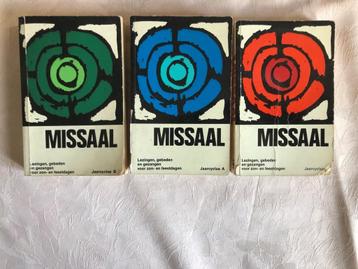 MISSAAL
Lezingen, gebeden
en gezangen
voor zon- en feestdagen Jaarcyclus B
MISSAAL
Lezingen, gebeden
en gezangen
voor zon- en feestdagen Jaarcyclus A
MISSAAL
Lezingen, gebeden
en gezangen
voor zon- en feestdagen Jaarcyclus